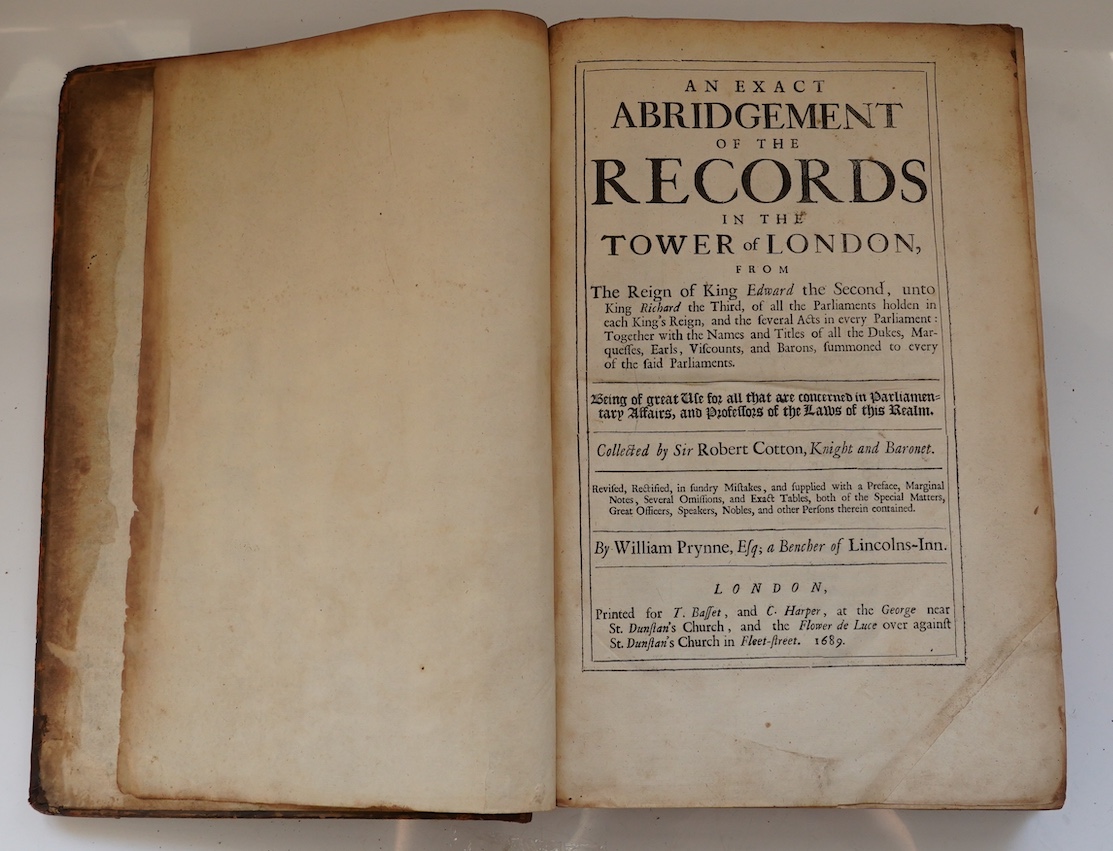 AN EXACT
ABRIDGEMENT
OF THE
RECORDS
IN THE
TOWER of LONDON,
FROM
The Reign of King Edward the Second, unto
King Richard the Third, of all the Parliaments holden in
each King's Reign, and the ſeveral Acts in every Parliament:
Together with the Names and Titles of all the Dukes, Mar-
queſſes, Earls, Viſcounts, and Barons, ſummoned to every
of the ſaid Parliaments.
Being of great Uſe for all that are concerned in Parliamen-
tary Affairs, and Profeſſors of the Laws of this Realm.
Collected by Sir Robert Cotton, Knight and Baronet.
Reviſed, Rectified, in ſundry Miſtakes, and ſupplied with a Preface, Marginal
Notes, Several Omiſſions, and Exact Tables, both of the Special Matters,
Great Officers, Speakers, Nobles, and other Perſons therein contained.
By William Prynne, Eſq; a Bencher of Lincolns-Inn.
LONDON,
Printed for T. Baſſet, and C. Harper, at the George near
St. Dunſtan's Church, and the Flower de Luce over againſt
St. Dunſtan's Church in Fleet-ſtreet. 1689.